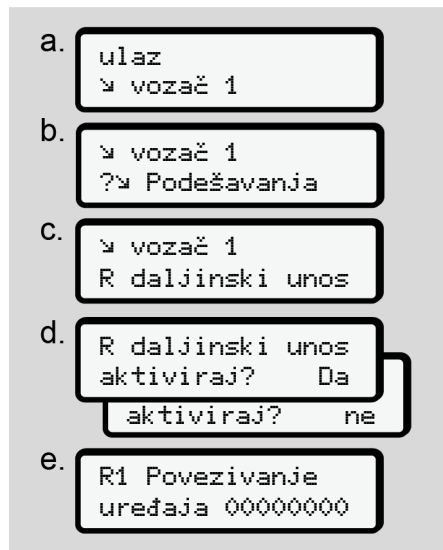 a.
ulaz
↘ vozač 1
b.
↘ vozač 1
?↘ Podešavanja
c.
↘ vozač 1
R daljinski unos
d.
R daljinski unos
aktiviraj? Da
aktiviraj? ne
e.
R1 Povezivanje
uređaja 00000000